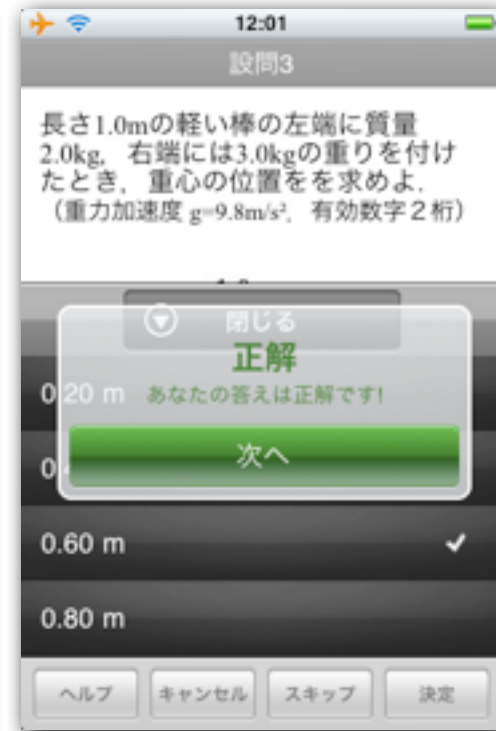 12:01
設問3
長さ1.0mの軽い棒の左端に質量
2.0kg, 右端には3.0kgの重りを付け
たとき, 重心の位置をを求めよ.
(重力加速度 g=9.8m/s², 有効数字２桁)
閉じる
正解
0.20 m
あなたの答えは正解です!
次へ
0.60 m
0.80 m
ヘルプ
キャンセル
スキップ
決定